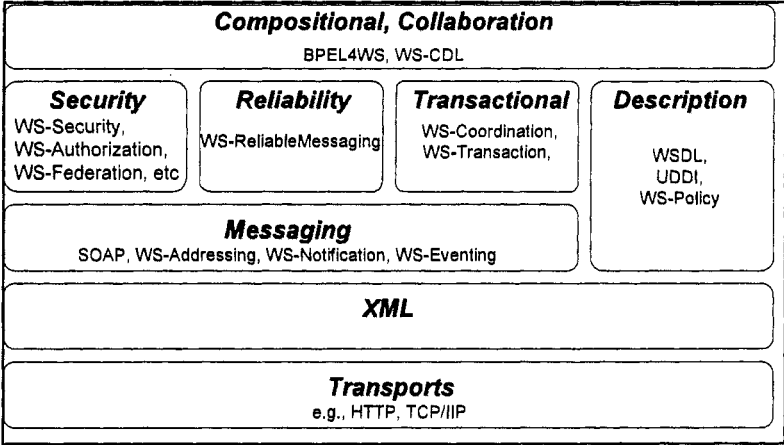 Compositional, Collaboration
BPEL4WS, WS-CDL
Security
WS-Security,
WS-Authorization,
WS-Federation, etc
Reliability
WS-ReliableMessaging
Transactional
WS-Coordination,
WS-Transaction,
Description
WSDL,
UDDI,
WS-Policy
Messaging
SOAP, WS-Addressing, WS-Notification, WS-Eventing
XML
Transports
e.g., HTTP, TCP/IIP